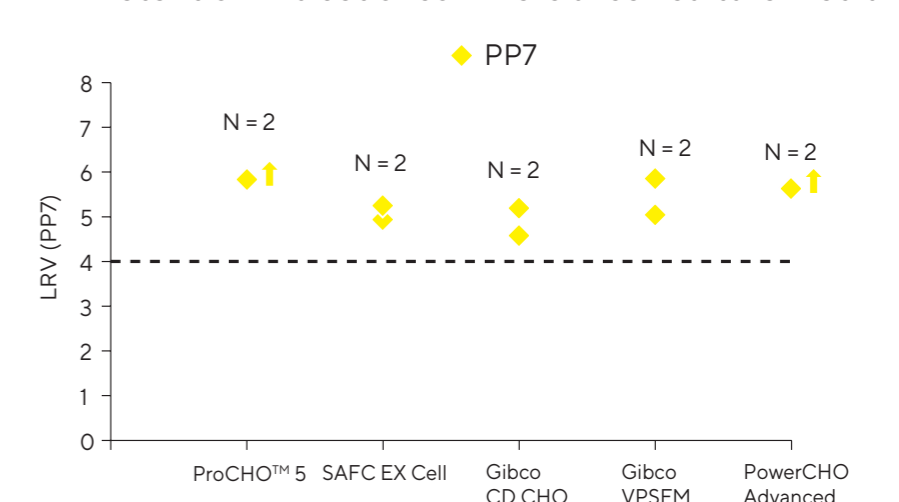 PP7
8
7
6
5
4
3
2
1
0
LRV (PP7)
N = 2
N = 2
N = 2
N = 2
N = 2
ProCHO™ 5
SAFC EX Cell
Gibco
CD CHO
Gibco
VPSFM
PowerCHO
Advanced